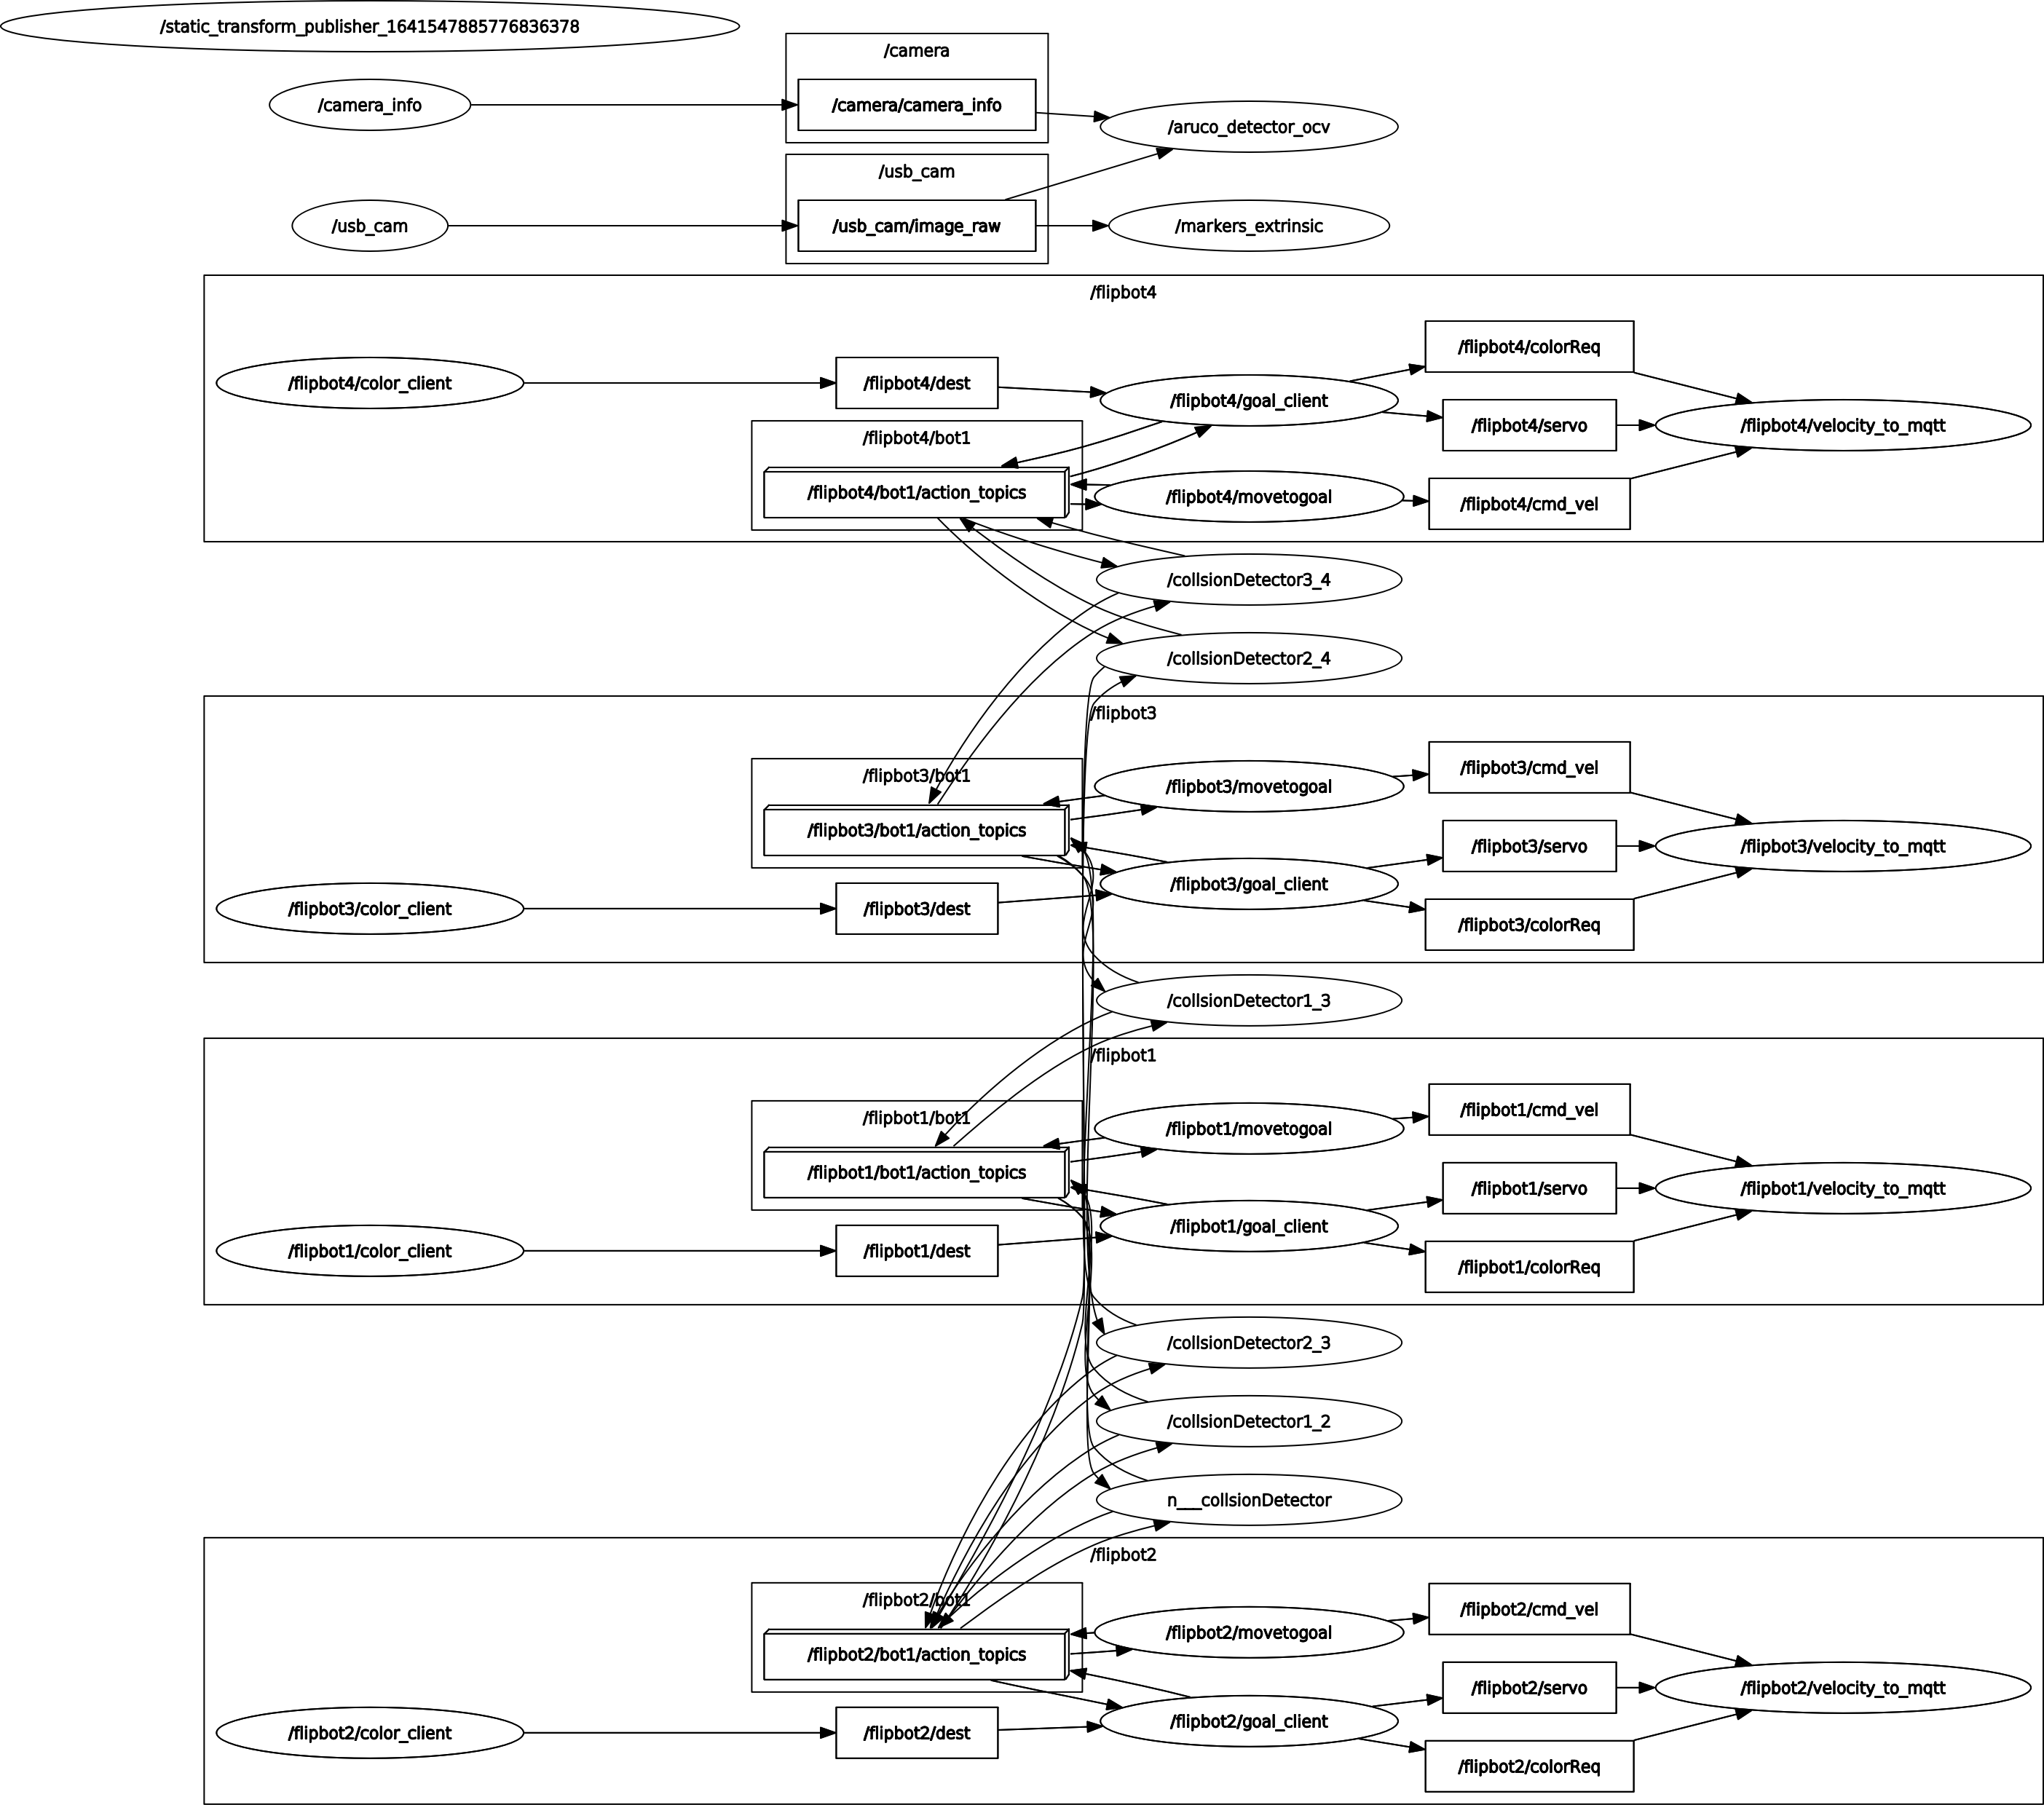 /static_transform_publisher_1641547885776836378
/camera
/camera_info
/camera/camera_info
/aruco_detector_ocv
/usb_cam
/usb_cam
/usb_cam/image_raw
/markers_extrinsic
/flipbot4
/flipbot4/colorReq
/flipbot4/color_client
/flipbot4/dest
/flipbot4/goal_client
/flipbot4/servo
/flipbot4/velocity_to_mqtt
/flipbot4/bot1
/flipbot4/bot1/action_topics
/flipbot4/movetogoal
/flipbot4/cmd_vel
/collsionDetector3_4
/collsionDetector2_4
/flipbot3
/flipbot3/bot1
/flipbot3/movetogoal
/flipbot3/cmd_vel
/flipbot3/bot1/action_topics
/flipbot3/servo
/flipbot3/velocity_to_mqtt
/flipbot3/goal_client
/flipbot3/color_client
/flipbot3/dest
/flipbot3/colorReq
/collsionDetector1_3
/flipbot1
/flipbot1/bot1
/flipbot1/movetogoal
/flipbot1/cmd_vel
/flipbot1/bot1/action_topics
/flipbot1/servo
/flipbot1/velocity_to_mqtt
/flipbot1/goal_client
/flipbot1/color_client
/flipbot1/dest
/flipbot1/colorReq
/collsionDetector2_3
/collsionDetector1_2
n___collsionDetector
/flipbot2
/flipbot2/bot1
/flipbot2/movetogoal
/flipbot2/cmd_vel
/flipbot2/bot1/action_topics
/flipbot2/servo
/flipbot2/velocity_to_mqtt
/flipbot2/goal_client
/flipbot2/color_client
/flipbot2/dest
/flipbot2/colorReq